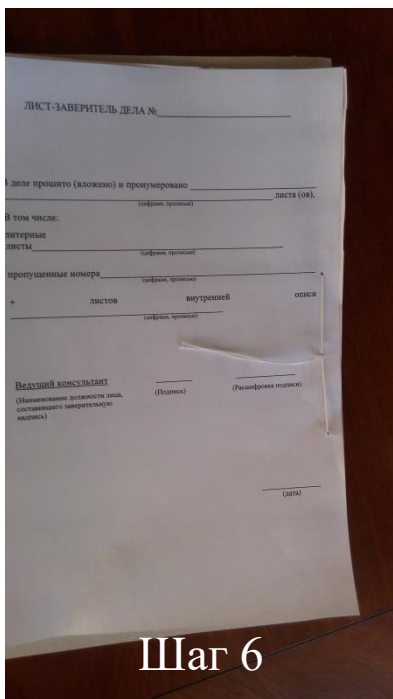 ЛИСТ-ЗАВЕРИТЕЛЬ ДЕЛА №
В деле прошито (вложено) и пронумеровано
листа (ов),
(цифрами, прописью)
В том числе:
литерные
листы
(цифрами, прописью)
пропущенные номера
(цифрами, прописью)
+ листов внутренней описи
(цифрами, прописью)
Ведущий консультант
(Наименование должности лица, (Подпись) (Расшифровка подписи)
составившего заверительную
надпись)
(дата)
Шаг 6